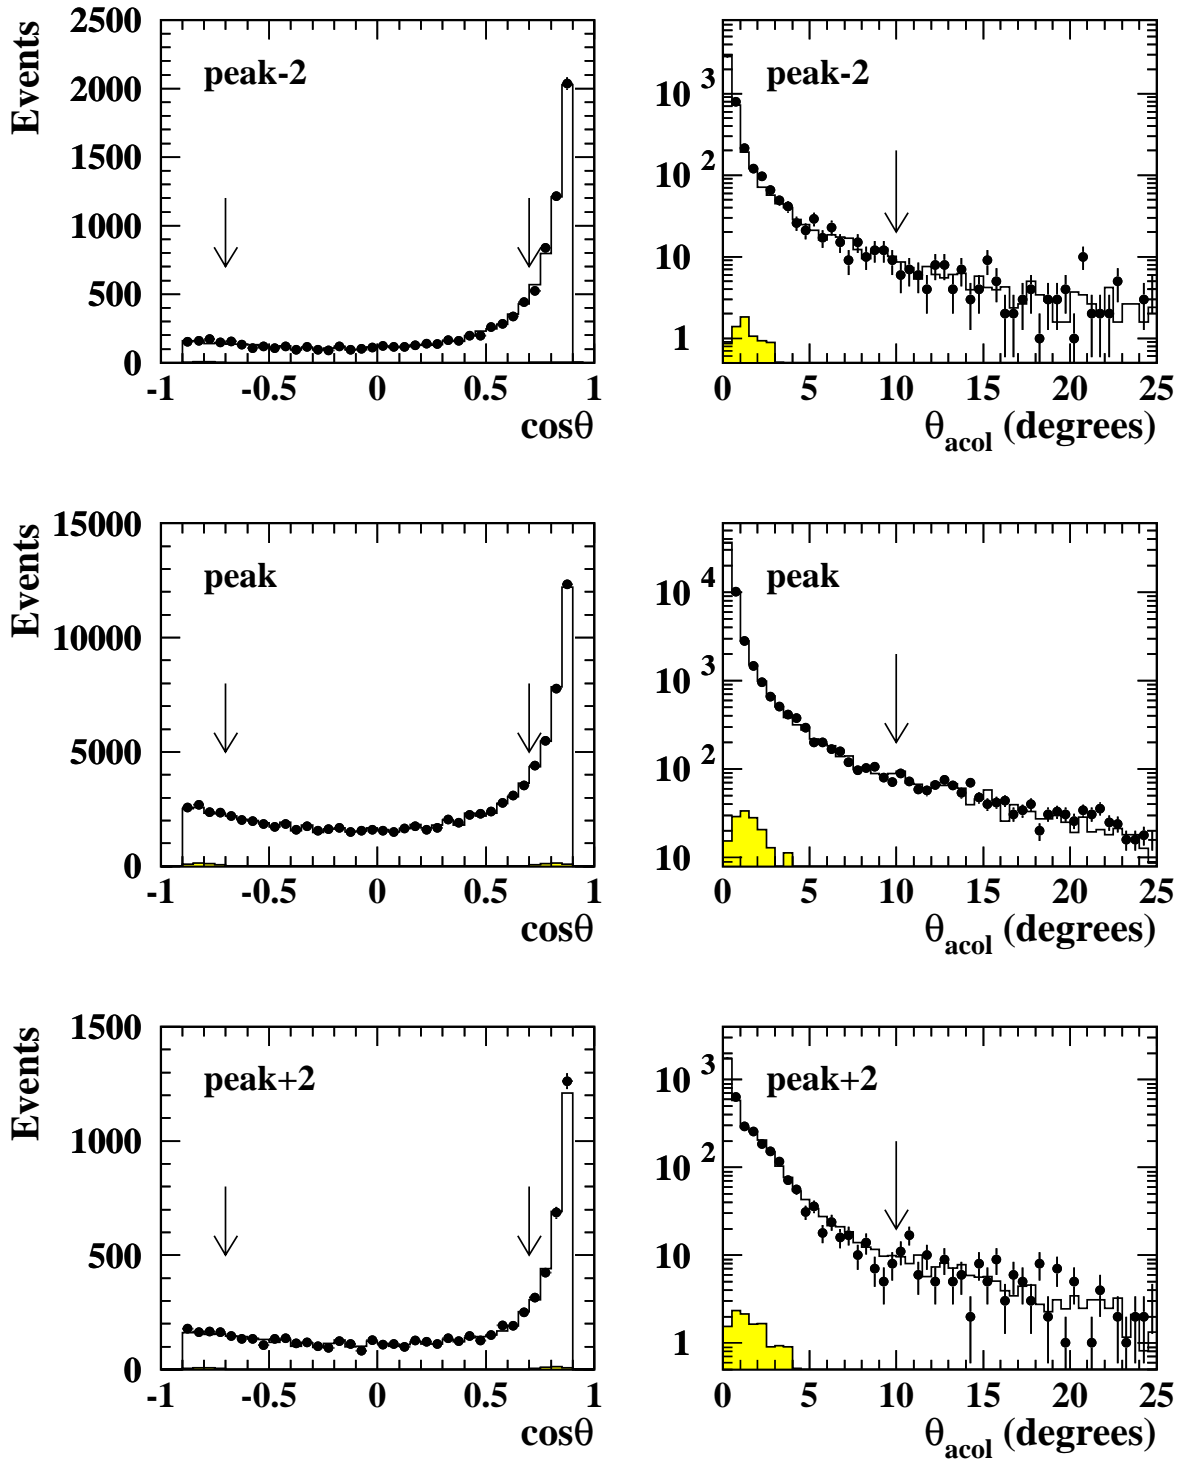 Events
2500
2000
1500
1000
500
0
peak-2
-1 -0.5 0 0.5 1
cosθ
10³
10²
10
1
peak-2
0 5 10 15 20 25
θacol (degrees)
Events
15000
10000
5000
0
peak
-1 -0.5 0 0.5 1
cosθ
10⁴
10³
10²
10
peak
0 5 10 15 20 25
θacol (degrees)
Events
1500
1000
500
0
peak+2
-1 -0.5 0 0.5 1
cosθ
10³
10²
10
1
peak+2
0 5 10 15 20 25
θacol (degrees)